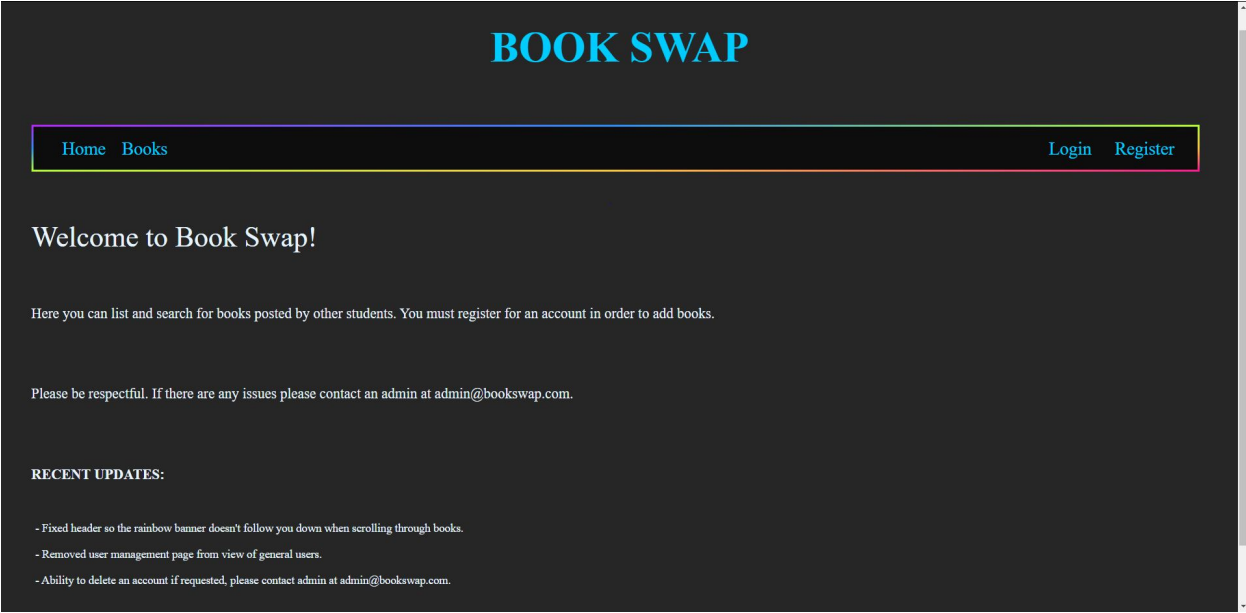 BOOK SWAP
Home Books Login Register
Welcome to Book Swap!
Here you can list and search for books posted by other students. You must register for an account in order to add books.
Please be respectful. If there are any issues please contact an admin at admin@bookswap.com.
RECENT UPDATES:
- Fixed header so the rainbow banner doesn't follow you down when scrolling through books.
- Removed user management page from view of general users.
- Ability to delete an account if requested, please contact admin at admin@bookswap.com.